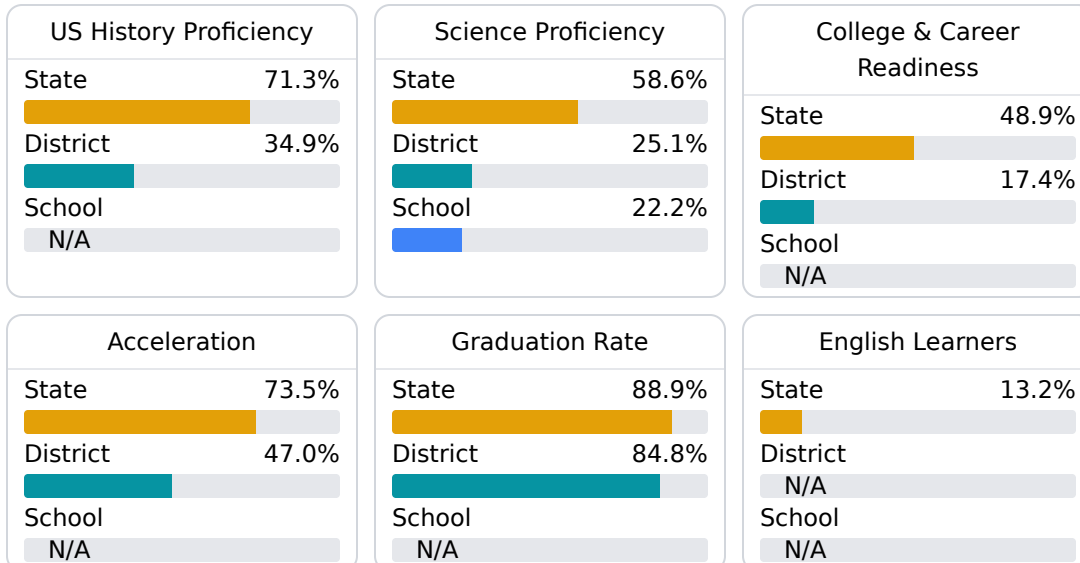 US History Proficiency
State 71.3%
District 34.9%
School
N/A
Science Proficiency
State 58.6%
District 25.1%
School 22.2%
College & Career
Readiness
State 48.9%
District 17.4%
School
N/A
Acceleration
State 73.5%
District 47.0%
School
N/A
Graduation Rate
State 88.9%
District 84.8%
School
N/A
English Learners
State 13.2%
District
N/A
School
N/A